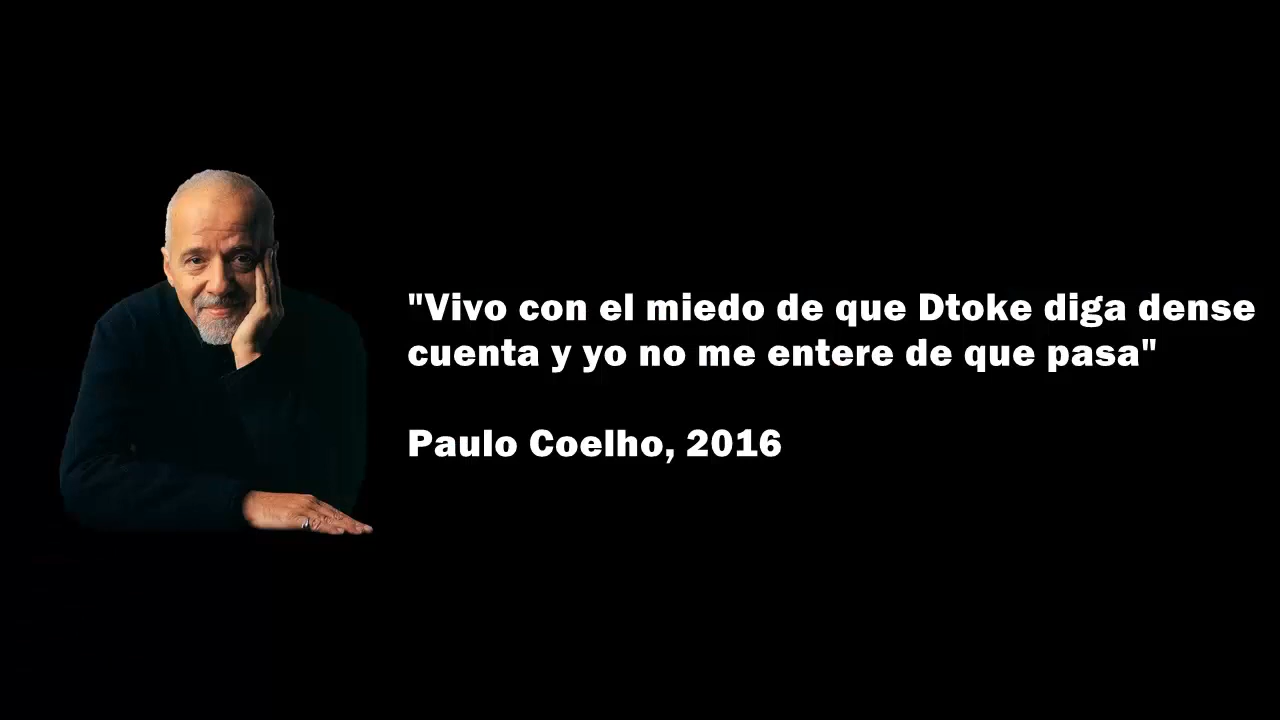 "Vivo con el miedo de que Dtoke diga dense
cuenta y yo no me entere de que pasa"
Paulo Coelho, 2016